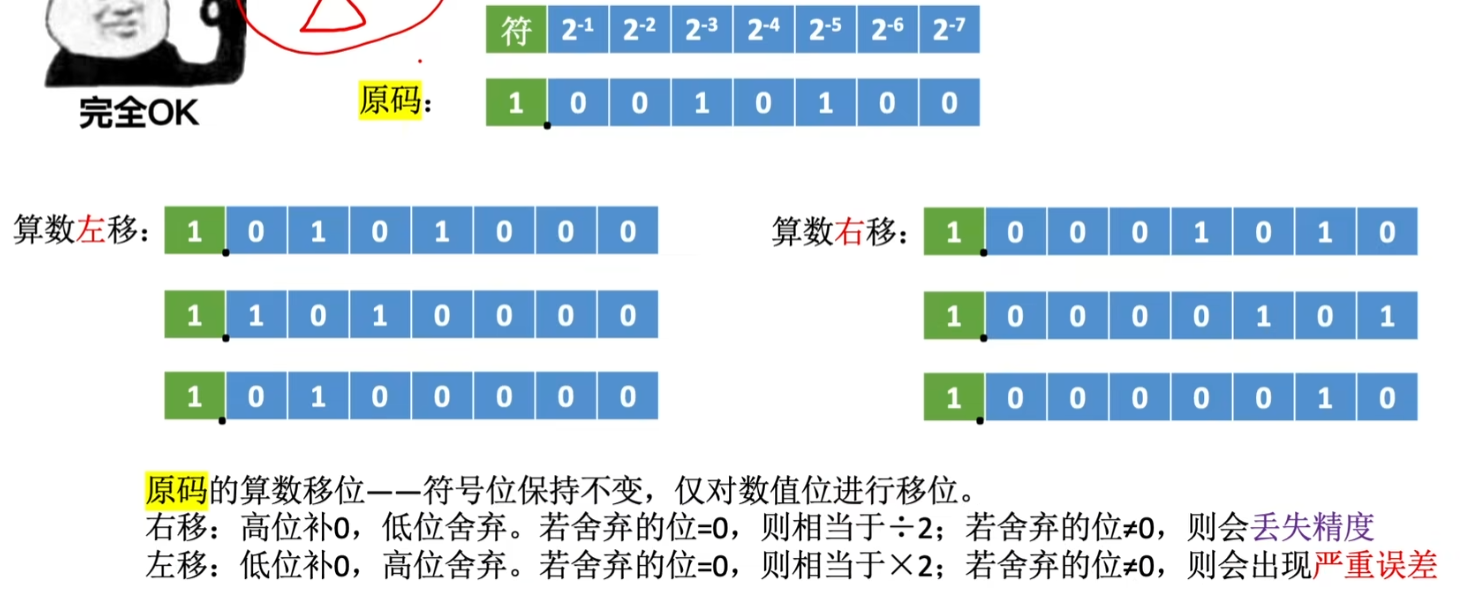 符 2-1 2-2 2-3 2-4 2-5 2-6 2-7
完全OK
原码： 1 0 0 1 0 1 0 0
算数左移： 1 0 1 0 1 0 0 0
算数右移： 1 0 0 0 1 0 1 0
1 1 0 1 0 0 0 0
1 0 0 0 0 1 0 1
1 0 1 0 0 0 0 0
1 0 0 0 0 0 1 0
原码的算数移位——符号位保持不变，仅对数值位进行移位。
右移：高位补0，低位舍弃。若舍弃的位=0，则相当于÷2；若舍弃的位≠0，则会丢失精度
左移：低位补0，高位舍弃。若舍弃的位=0，则相当于×2；若舍弃的位≠0，则会出现严重误差